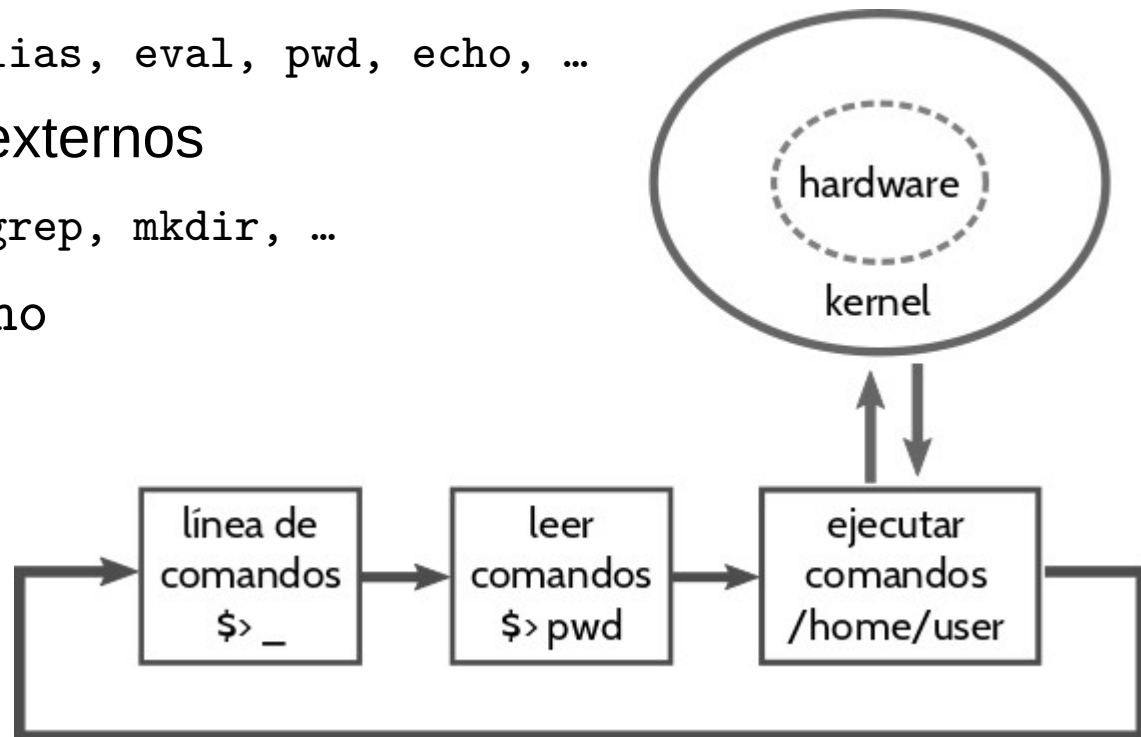 lias, eval, pwd, echo, …
externos
grep, mkdir, …
no
hardware
kernel
línea de
comandos
$> _
leer
comandos
$> pwd
ejecutar
comandos
/home/user